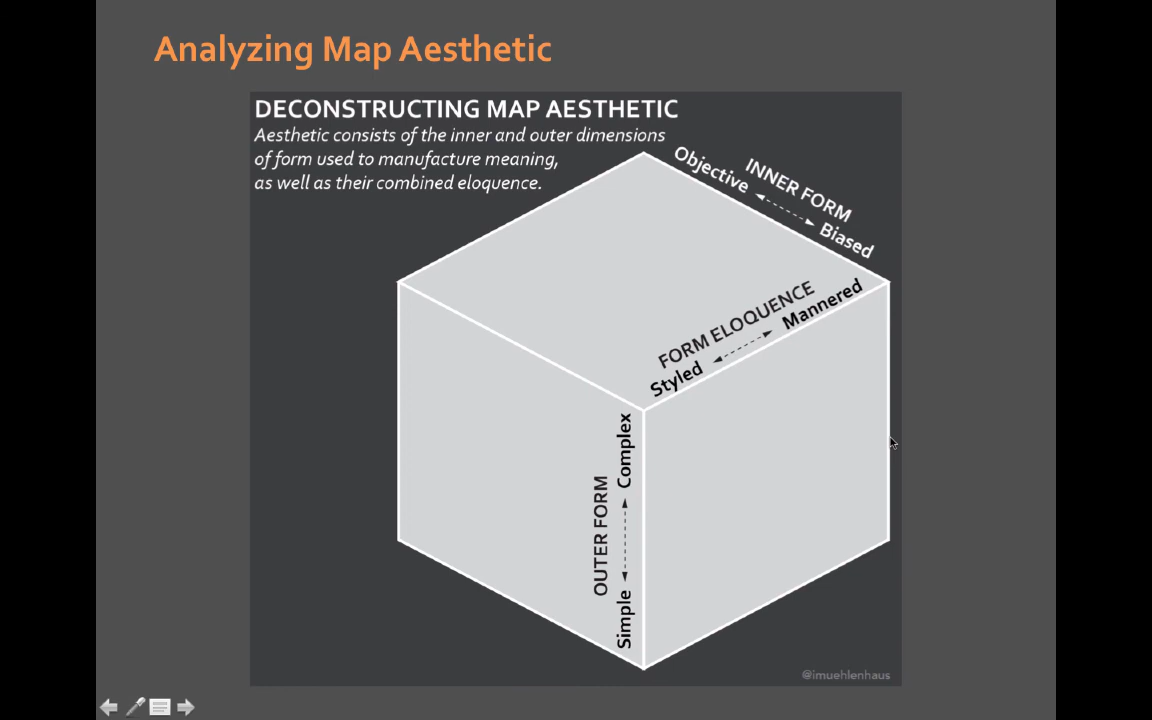 Analyzing Map Aesthetic
DECONSTRUCTING MAP AESTHETIC
Aesthetic consists of the inner and outer dimensions
of form used to manufacture meaning,
as well as their combined eloquence.
INNER FORM
Objective
Biased
FORM ELOQUENCE
Styled
Mannered
OUTER FORM
Simple
Complex
@imuehlenhaus